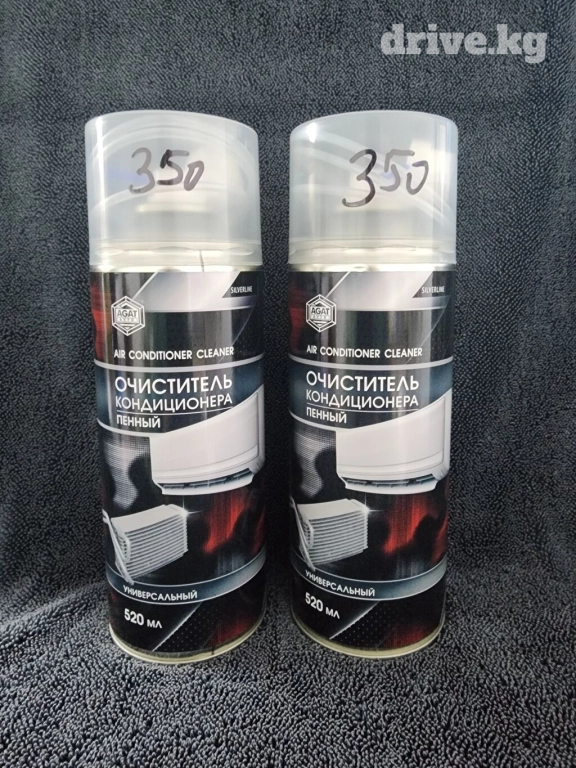 drive.kg
350
350
SILVERLINE
AGAT
AIR CONDITIONER CLEANER
ОЧИСТИТЕЛЬ
КОНДИЦИОНЕРА
ПЕННЫЙ
УНИВЕРСАЛЬНЫЙ
520 МЛ
SILVERLINE
AGAT
AIR CONDITIONER CLEANER
ОЧИСТИТЕЛЬ
КОНДИЦИОНЕРА
ПЕННЫЙ
УНИВЕРСАЛЬНЫЙ
520 МЛ